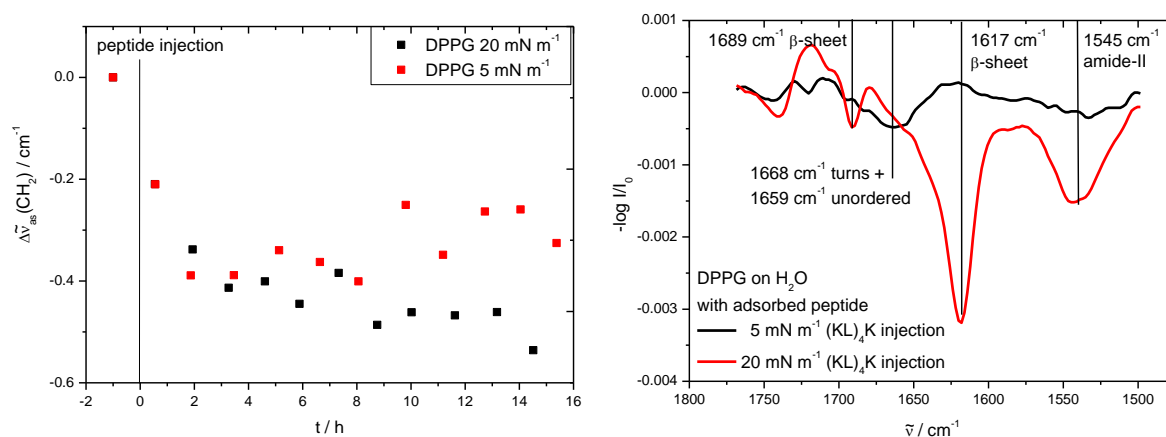 peptide injection
DPPG 20 mN m⁻¹
DPPG 5 mN m⁻¹
0.0
-0.2
-0.4
-0.6
-2 0 2 4 6 8 10 12 14 16
t / h
Δν̃as(CH₂) / cm⁻¹
-0.001
0.000
-0.001
-0.002
-0.003
-0.004
1800 1750 1700 1650 1600 1550 1500
ν̃ / cm⁻¹
-log I/I₀
1689 cm⁻¹ β-sheet
1617 cm⁻¹
β-sheet
1545 cm⁻¹
amide-II
1668 cm⁻¹ turns +
1659 cm⁻¹ unordered
DPPG on H₂O
with adsorbed peptide
5 mN m⁻¹ (KL)₄K injection
20 mN m⁻¹ (KL)₄K injection